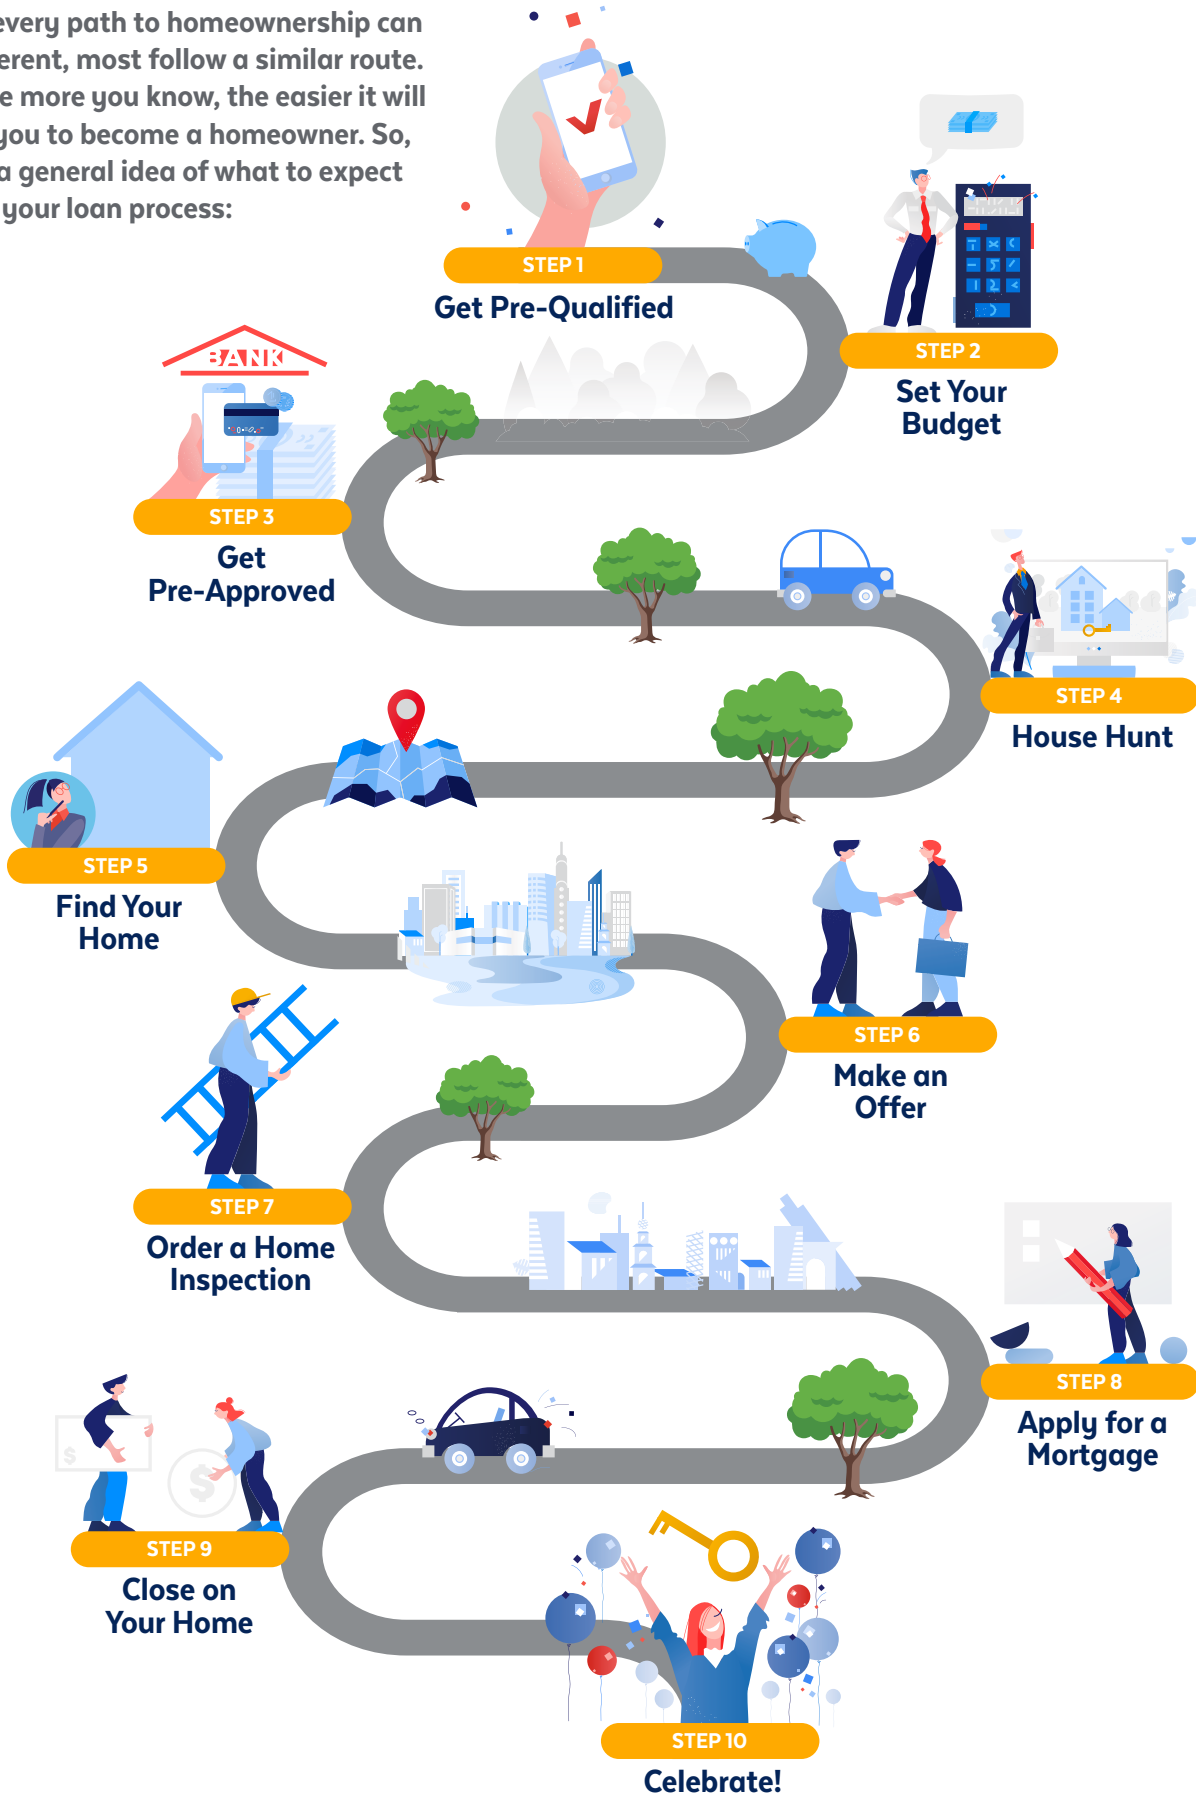 every path to homeownership can
erent, most follow a similar route.
e more you know, the easier it will
you to become a homeowner. So,
a general idea of what to expect
your loan process:
STEP 1
Get Pre-Qualified
STEP 2
Set Your
Budget
BANK
STEP 3
Get
Pre-Approved
STEP 4
House Hunt
STEP 5
Find Your
Home
STEP 6
Make an
Offer
STEP 7
Order a Home
Inspection
STEP 8
Apply for a
Mortgage
$
$
STEP 9
Close on
Your Home
STEP 10
Celebrate!